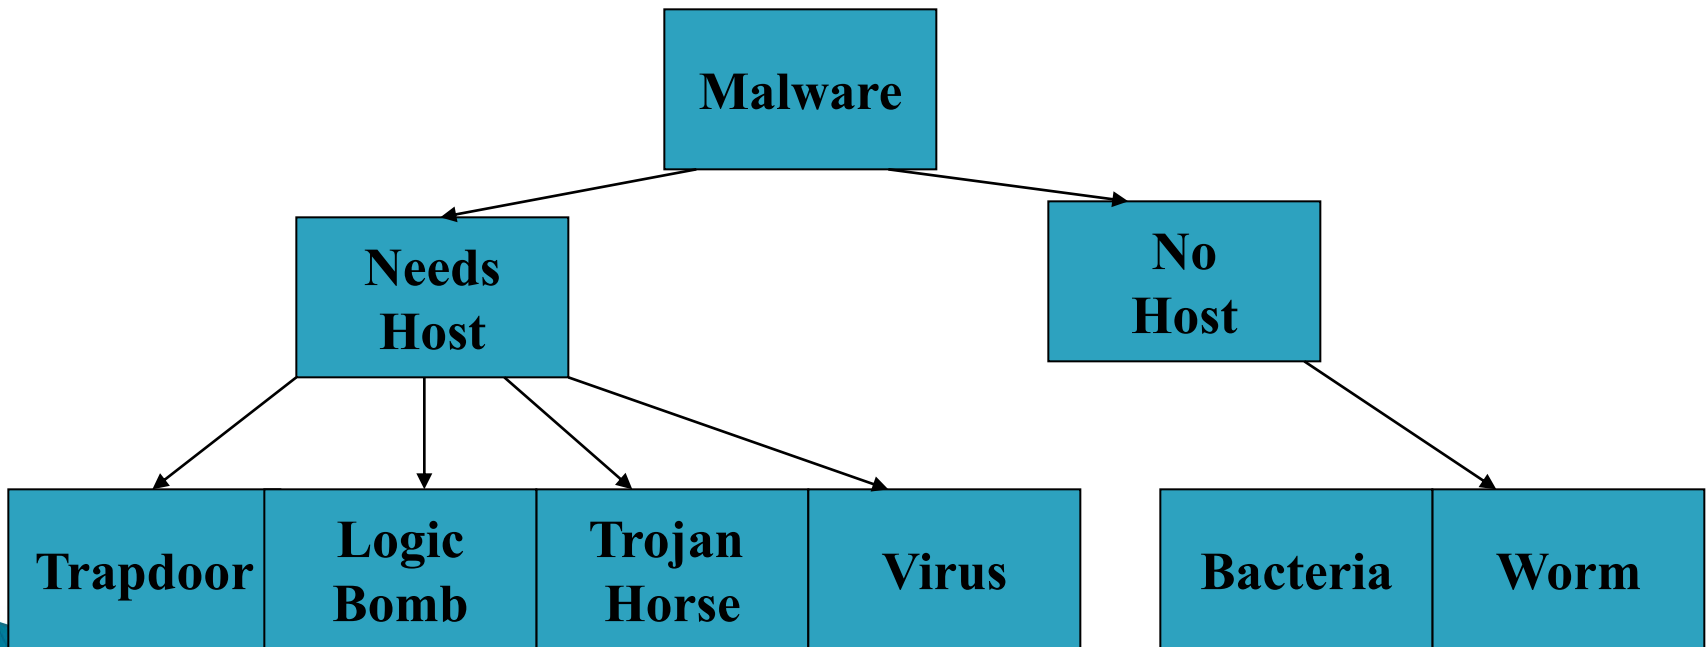 Malware
Needs
Host
No
Host
Trapdoor
Logic
Bomb
Trojan
Horse
Virus
Bacteria
Worm